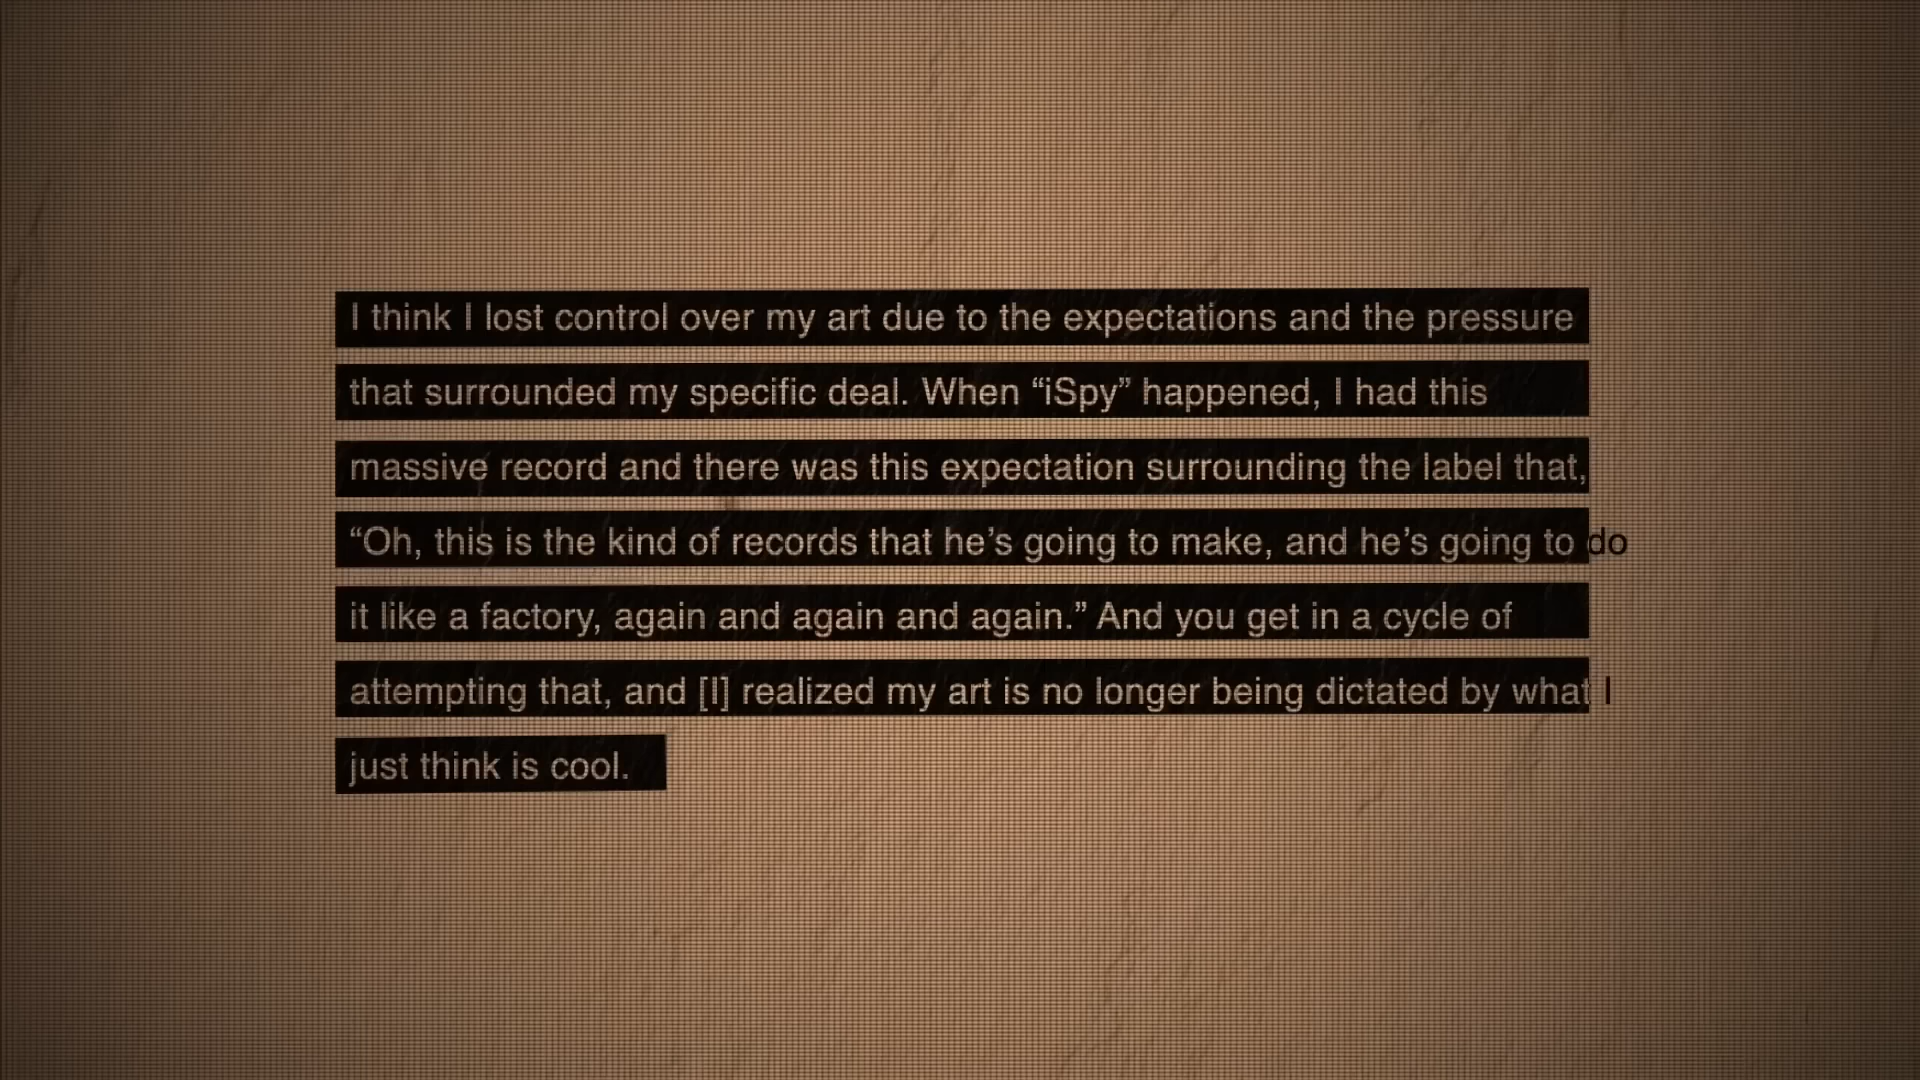 I think I lost control over my art due to the expectations and the pressure
that surrounded my specific deal. When “iSpy” happened, I had this
massive record and there was this expectation surrounding the label that,
“Oh, this is the kind of records that he’s going to make, and he’s going to do
it like a factory, again and again and again.” And you get in a cycle of
attempting that, and [I] realized my art is no longer being dictated by what I
just think is cool.